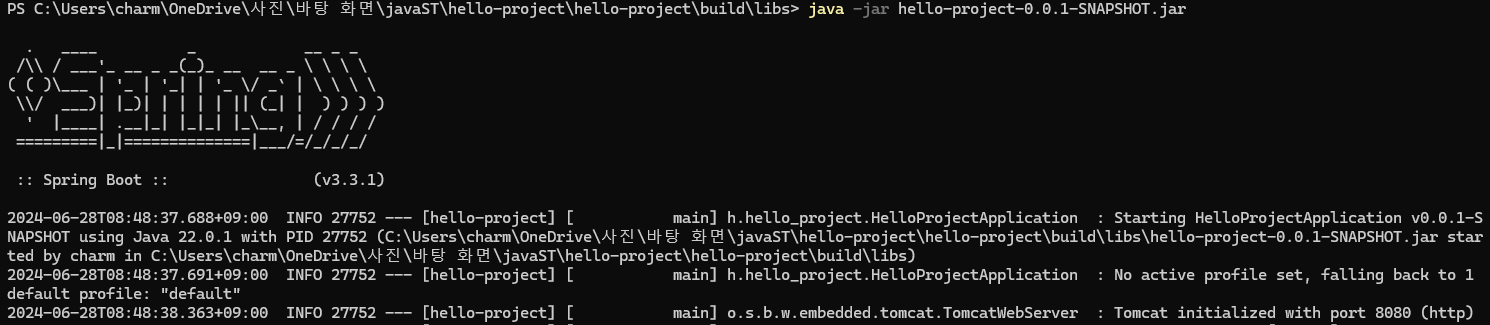 PS C:\Users\charm\OneDrive\사진\바탕 화면\javaST\hello-project\hello-project\build\libs> java -jar hello-project-0.0.1-SNAPSHOT.jar

  .   ____          _            __ _ _
 /\\ / ___'_ __ _ _(_)_ __  __ _ \ \ \ \
( ( )\___ | '_ | '_| | '_ \/ _` | \ \ \ \
 \\/  ___)| |_)| | | | | || (_| |  ) ) ) )
  '  |____| .__|_| |_|_| |_\__, | / / / /
 =========|_|==============|___/=/_/_/_/

 :: Spring Boot ::                (v3.3.1)

2024-06-28T08:48:37.688+09:00  INFO 27752 --- [hello-project] [           main] h.hello_project.HelloProjectApplication  : Starting HelloProjectApplication v0.0.1-S
NAPSHOT using Java 22.0.1 with PID 27752 (C:\Users\charm\OneDrive\사진\바탕 화면\javaST\hello-project\hello-project\build\libs\hello-project-0.0.1-SNAPSHOT.jar star
ted by charm in C:\Users\charm\OneDrive\사진\바탕 화면\javaST\hello-project\hello-project\build\libs)
2024-06-28T08:48:37.691+09:00  INFO 27752 --- [hello-project] [           main] h.hello_project.HelloProjectApplication  : No active profile set, falling back to 1
default profile: "default"
2024-06-28T08:48:38.363+09:00  INFO 27752 --- [hello-project] [           main] o.s.b.w.embedded.tomcat.TomcatWebServer  : Tomcat initialized with port 8080 (http)